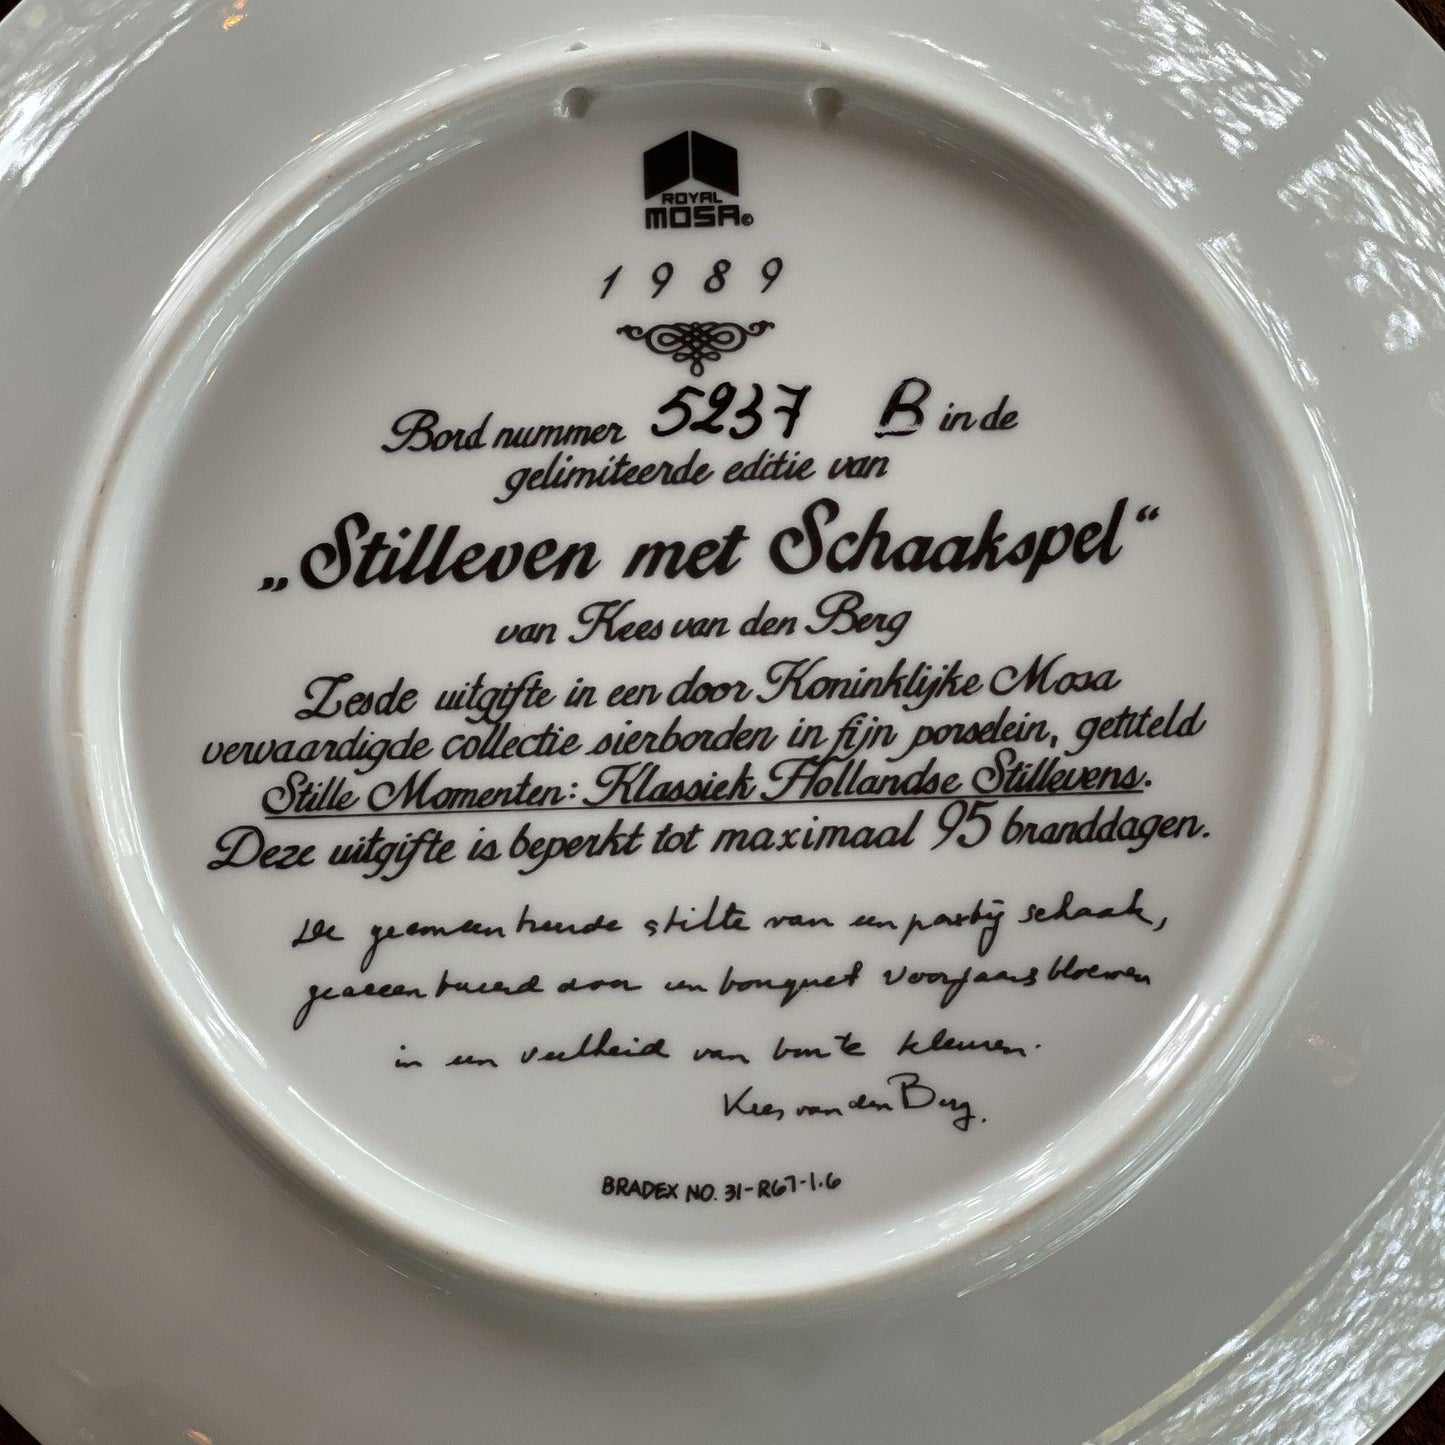 ROYAL
MOSA©
1989
Bord nummer 5237 B in de
gelimiteerde editie van
„Stilleven met Schaakspel“
van Kees van den Berg
Zesde uitgifte in een door Koninklijke Mosa
vervaardigde collectie sierborden in fijn porselein, getiteld
Stille Momenten: Klassiek Hollandse Stillevens.
Deze uitgifte is beperkt tot maximaal 95 branddagen.
De stilte van een partij schaak,
geaccentueerd door een bouquet voorjaarsbloemen
in een veelheid van bonte kleuren.
Kees van den Berg.
BRADEX NO. 31-R67-1.6